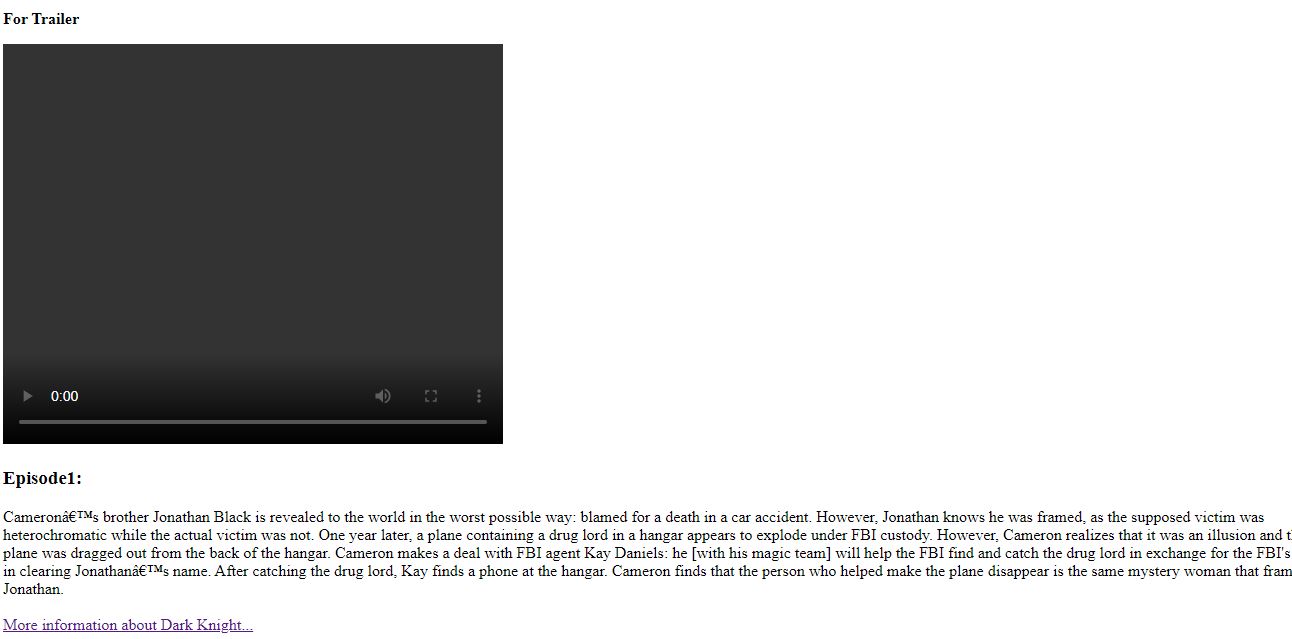 For Trailer
0:00
Episode1:
Cameronâ€™s brother Jonathan Black is revealed to the world in the worst possible way: blamed for a death in a car accident. However, Jonathan knows he was framed, as the supposed victim was
heterochromatic while the actual victim was not. One year later, a plane containing a drug lord in a hangar appears to explode under FBI custody. However, Cameron realizes that it was an illusion and
plane was dragged out from the back of the hangar. Cameron makes a deal with FBI agent Kay Daniels: he [with his magic team] will help the FBI find and catch the drug lord in exchange for the FBI's
in clearing Jonathanâ€™s name. After catching the drug lord, Kay finds a phone at the hangar. Cameron finds that the person who helped make the plane disappear is the same mystery woman that fram
Jonathan.
More information about Dark Knight...